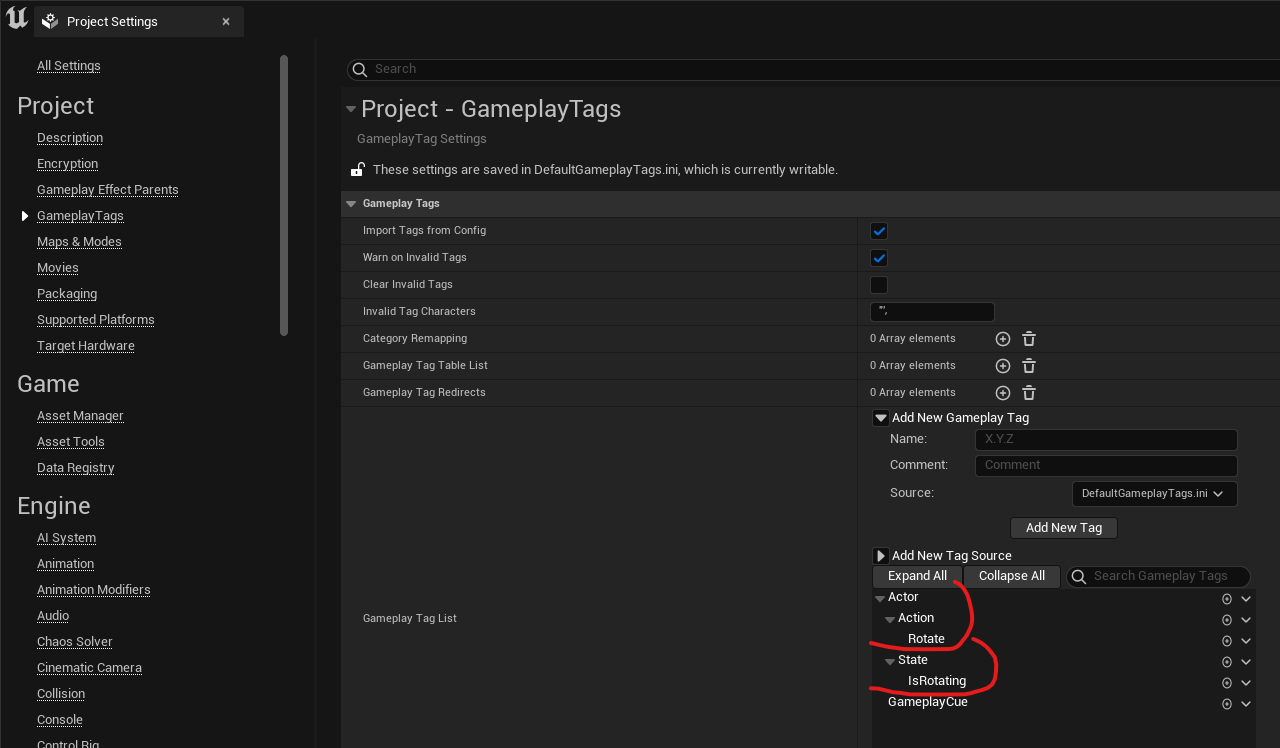 Project Settings
All Settings
Project
Description
Encryption
Gameplay Effect Parents
GameplayTags
Maps & Modes
Movies
Packaging
Supported Platforms
Target Hardware
Game
Asset Manager
Asset Tools
Data Registry
Engine
AI System
Animation
Animation Modifiers
Audio
Chaos Solver
Cinematic Camera
Collision
Console
Control Rig
Search
Project - GameplayTags
GameplayTag Settings
These settings are saved in DefaultGameplayTags.ini, which is currently writable.
Gameplay Tags
Import Tags from Config
Warn on Invalid Tags
Clear Invalid Tags
Invalid Tag Characters "',
Category Remapping 0 Array elements
Gameplay Tag Table List 0 Array elements
Gameplay Tag Redirects 0 Array elements
Gameplay Tag List
Add New Gameplay Tag
Name: X.Y.Z
Comment: Comment
Source: DefaultGameplayTags.ini
Add New Tag
Add New Tag Source
Expand All Collapse All Search Gameplay Tags
Actor
Action
Rotate
State
IsRotating
GameplayCue